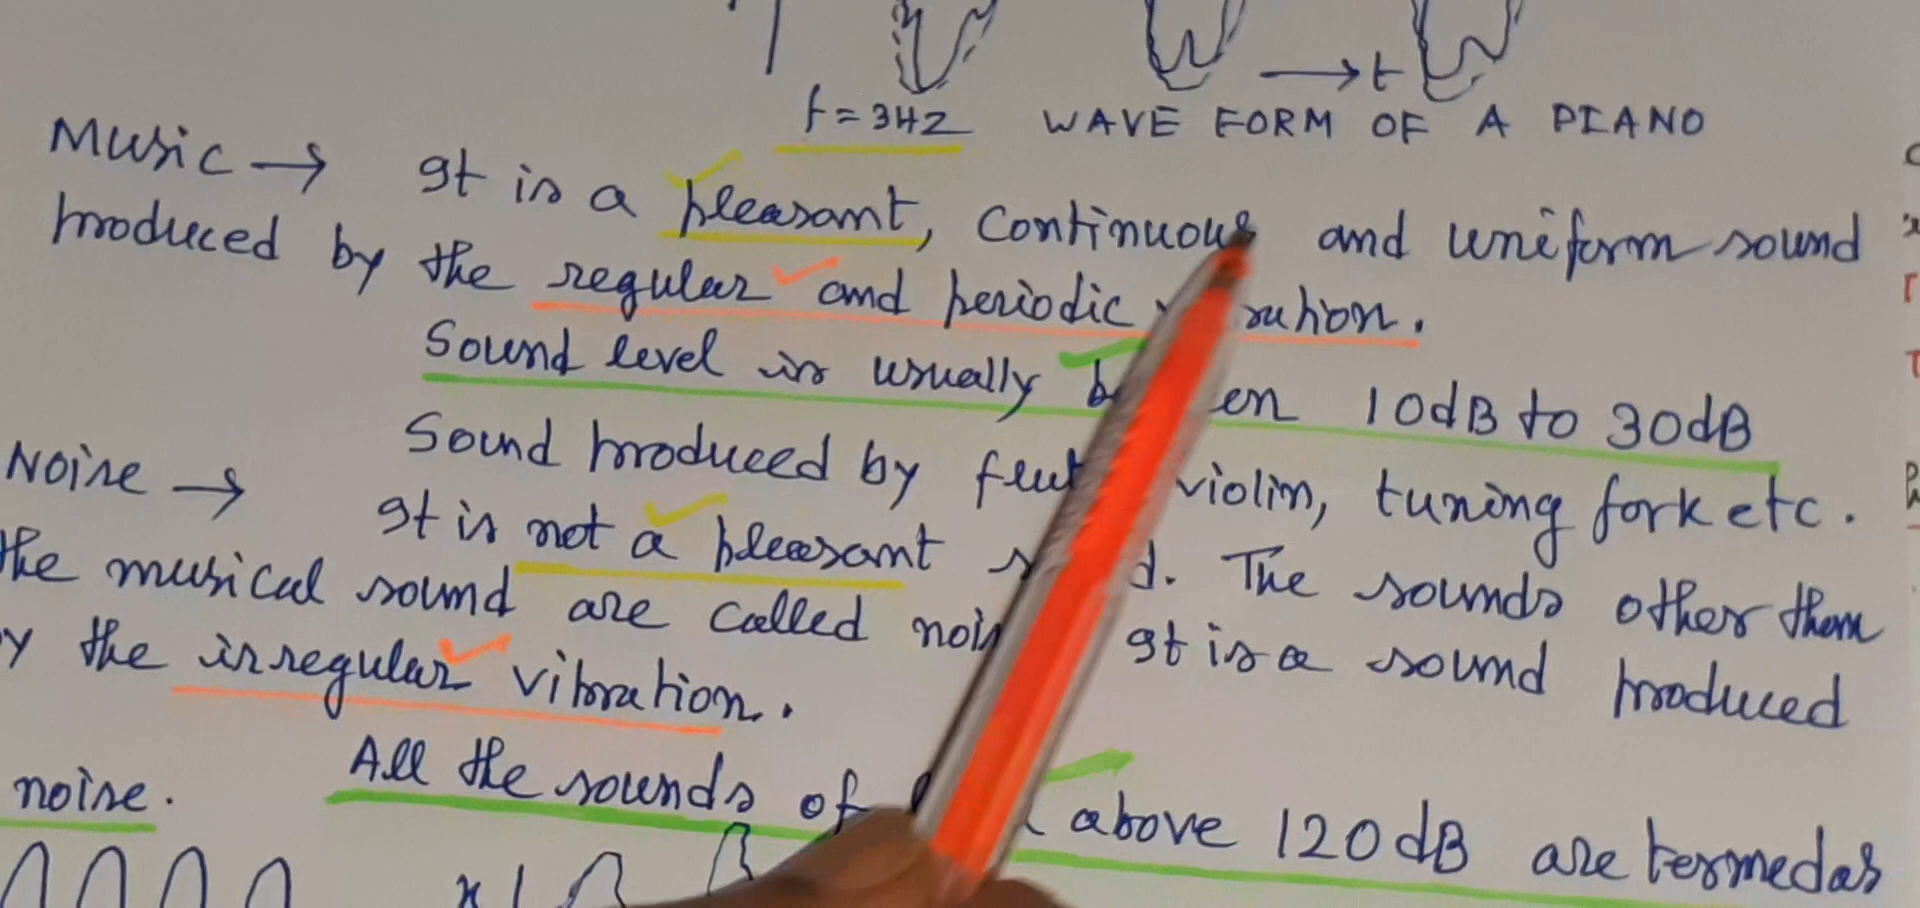 t
f = 3HZ WAVE FORM OF A PIANO
Music → It is a pleasant, continuous and uniform sound
produced by the regular and periodic
Sound level is usually 10dB to 30dB
Sound produced by violin, tuning fork etc.
Noise → It is not a pleasant The sounds other than
the musical sound are called It is a sound produced
y the irregular vibration.
All the sounds of above 120dB are termed as
noise.
x